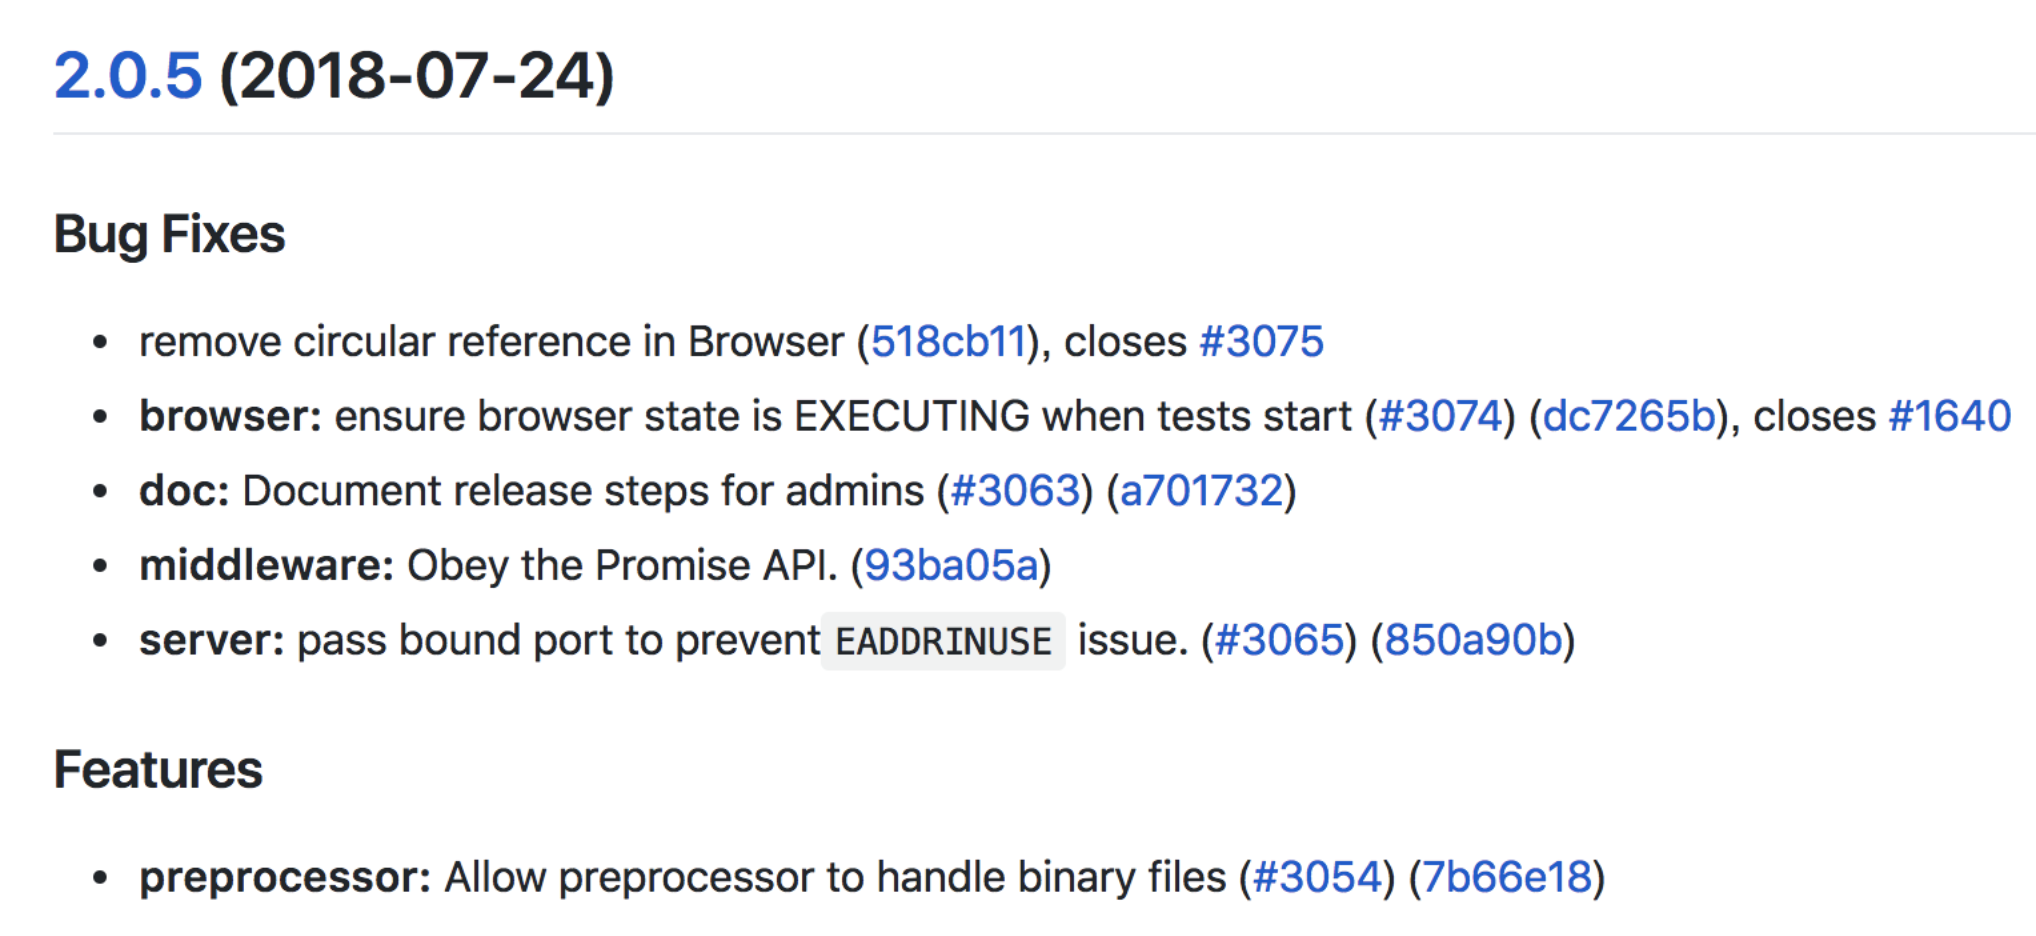 2.0.5 (2018-07-24)
Bug Fixes
• remove circular reference in Browser (518cb11), closes #3075
• browser: ensure browser state is EXECUTING when tests start (#3074) (dc7265b), closes #1640
• doc: Document release steps for admins (#3063) (a701732)
• middleware: Obey the Promise API. (93ba05a)
• server: pass bound port to prevent EADDRINUSE issue. (#3065) (850a90b)
Features
• preprocessor: Allow preprocessor to handle binary files (#3054) (7b66e18)